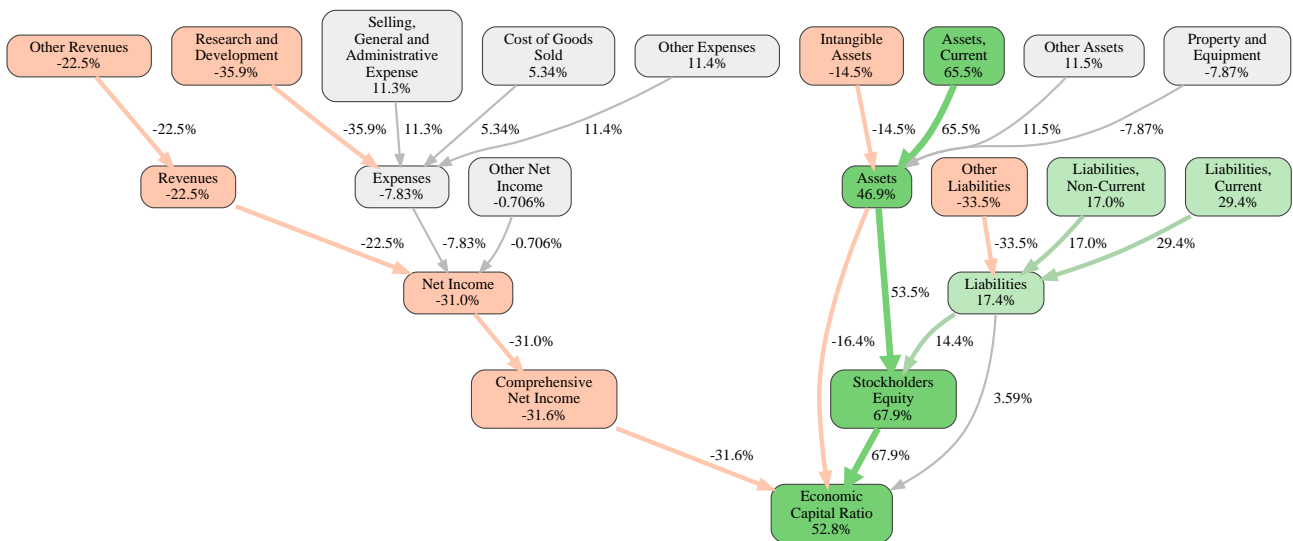 Other Revenues
-22.5%
Research and
Development
-35.9%
Selling,
General and
Administrative
Expense
11.3%
Cost of Goods
Sold
5.34%
Other Expenses
11.4%
Intangible
Assets
-14.5%
Assets,
Current
65.5%
Other Assets
11.5%
Property and
Equipment
-7.87%
-22.5%
-35.9%
11.3%
5.34%
11.4%
-14.5%
65.5%
11.5%
-7.87%
Revenues
-22.5%
Expenses
-7.83%
Other Net
Income
-0.706%
Assets
46.9%
Other
Liabilities
-33.5%
Liabilities,
Non-Current
17.0%
Liabilities,
Current
29.4%
-22.5%
-7.83%
-0.706%
-33.5%
17.0%
29.4%
Net Income
-31.0%
53.5%
Liabilities
17.4%
-31.0%
-16.4%
14.4%
Comprehensive
Net Income
-31.6%
Stockholders
Equity
67.9%
3.59%
-31.6%
67.9%
Economic
Capital Ratio
52.8%